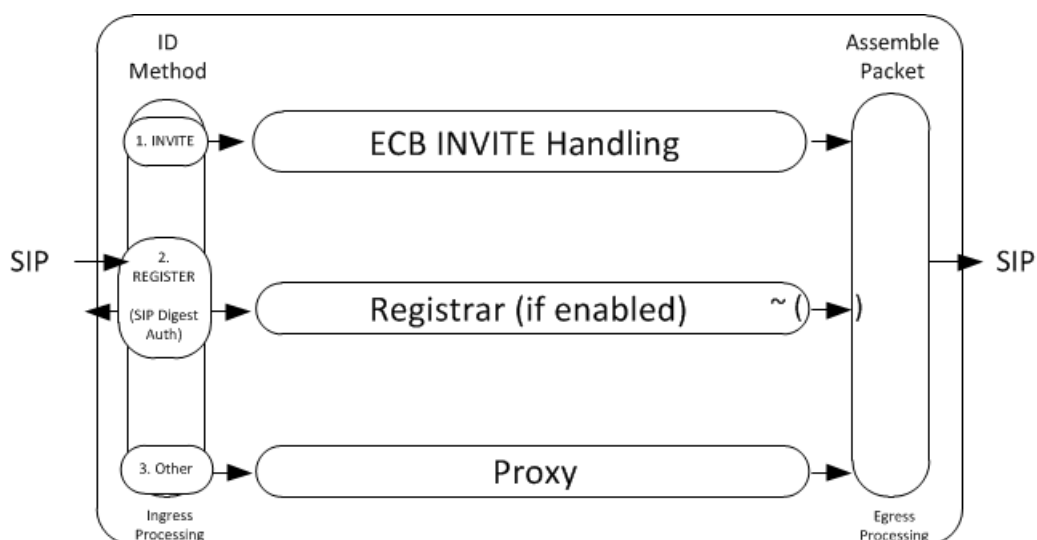 ID
Method
Assemble
Packet
1. INVITE
ECB INVITE Handling
SIP
2.
REGISTER
(SIP Digest
Auth)
Registrar (if enabled)
~ ( )
SIP
3. Other
Proxy
Ingress
Processing
Egress
Processing